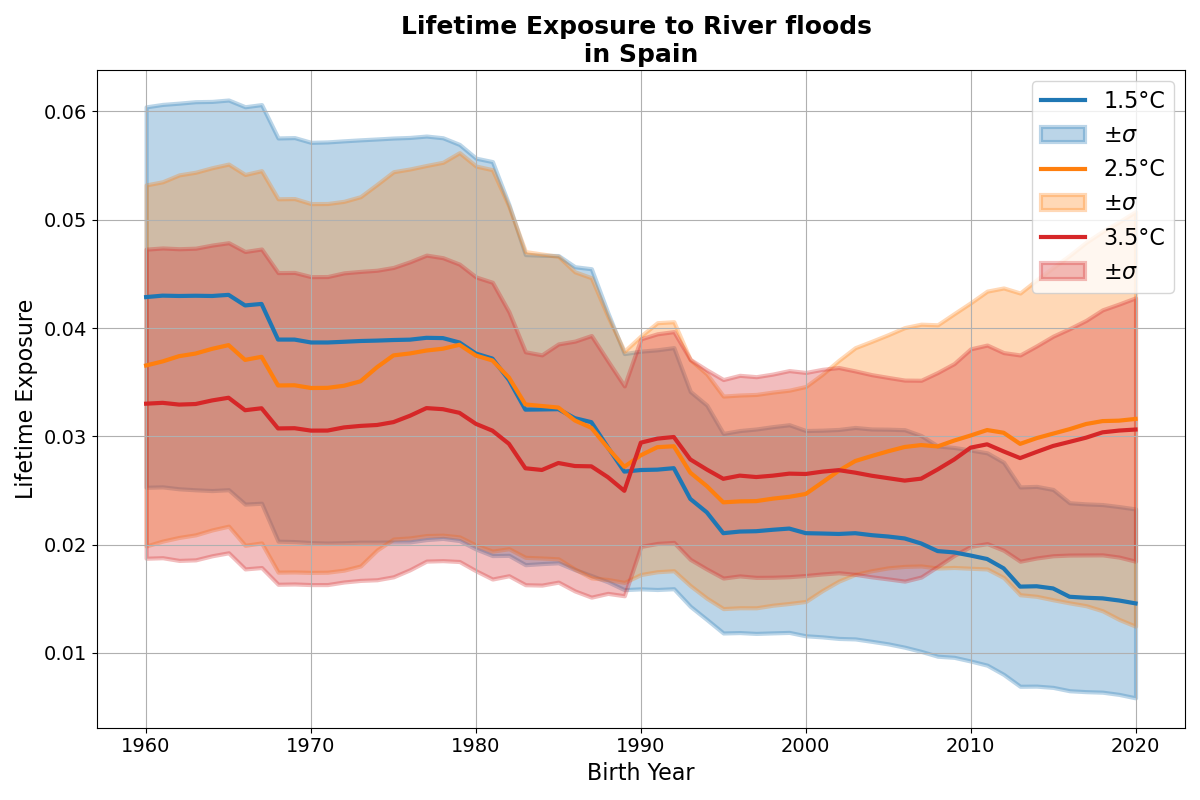 Lifetime Exposure to River floods
in Spain
1.5°C
±σ
2.5°C
±σ
3.5°C
±σ
Lifetime Exposure
0.06
0.05
0.04
0.03
0.02
0.01
1960 1970 1980 1990 2000 2010 2020
Birth Year